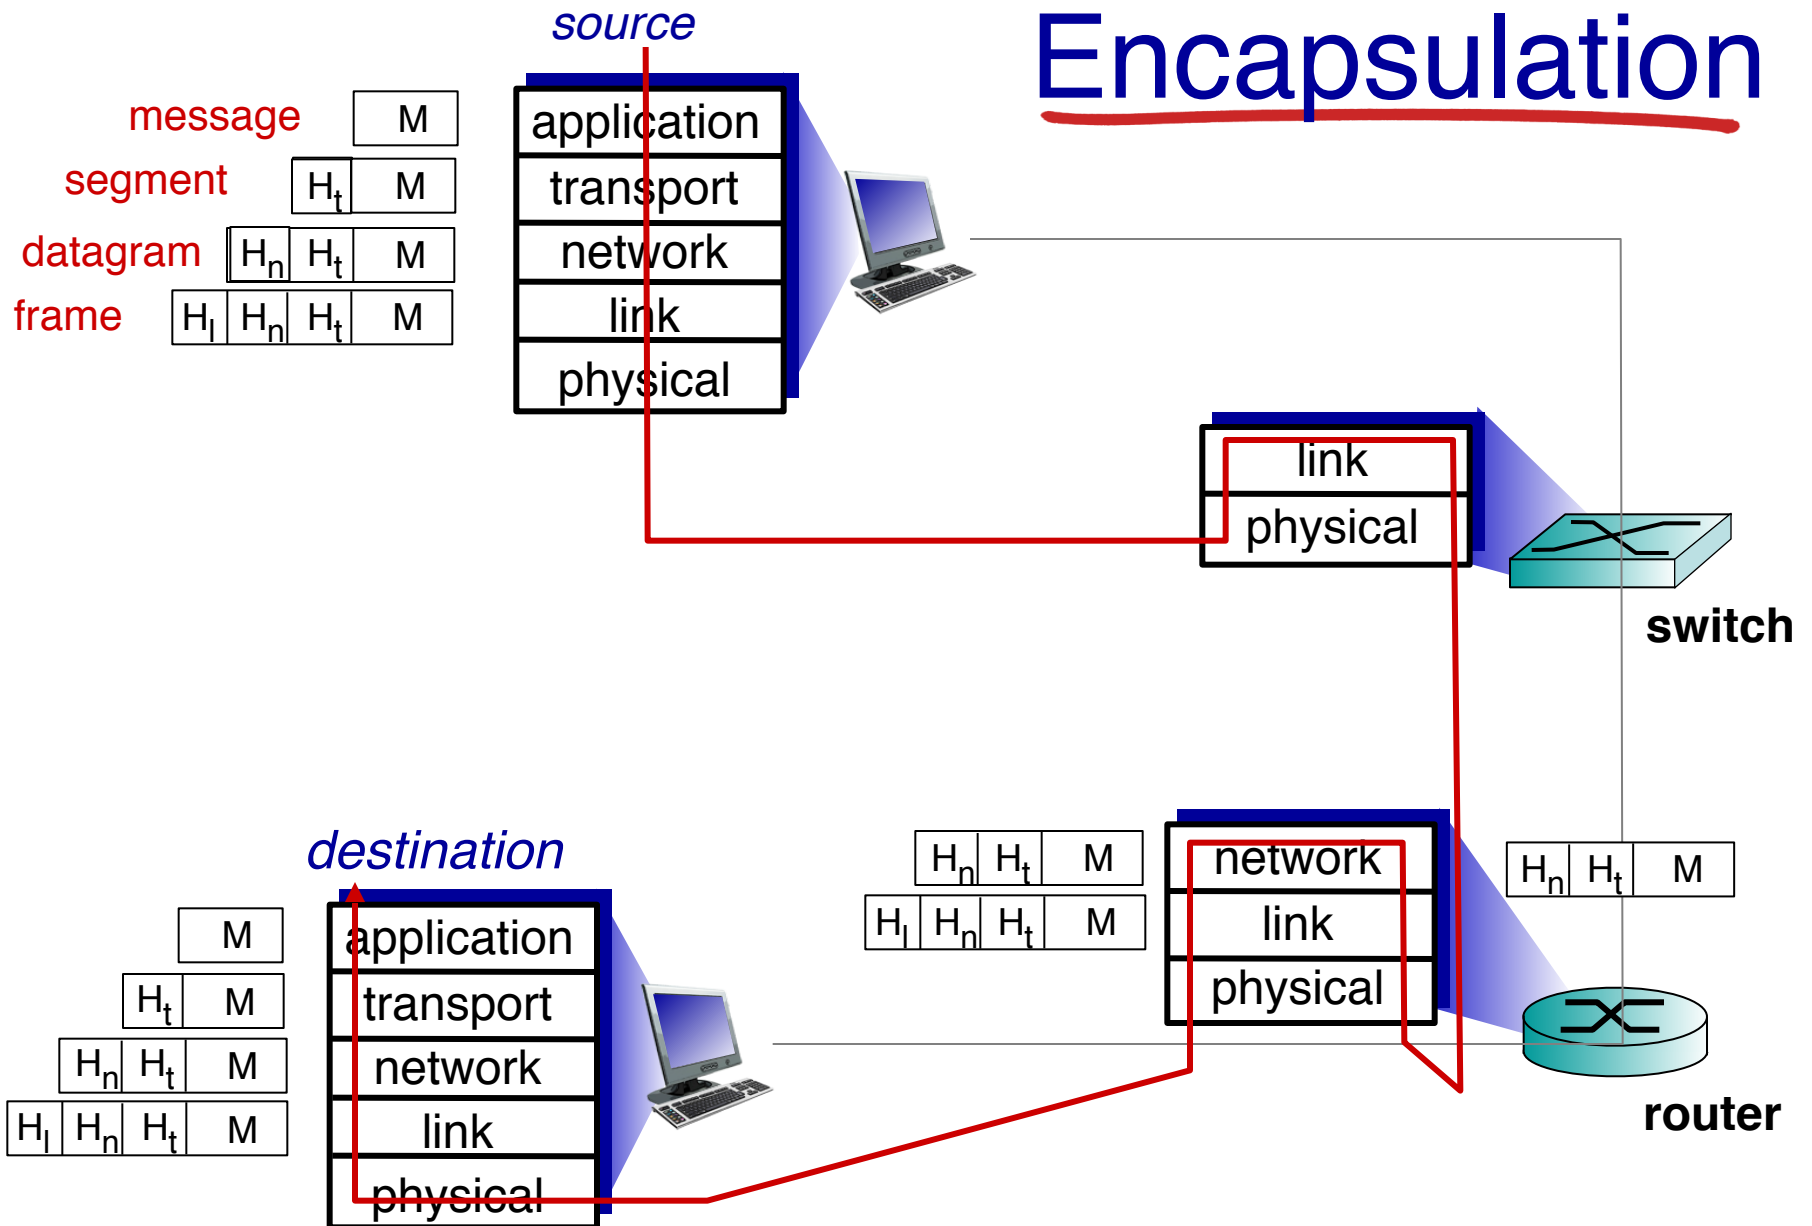 Encapsulation
source
message M
segment Ht M
datagram Hn Ht M
frame Hl Hn Ht M
application
transport
network
link
physical
link
physical
switch
destination
M
Ht M
Hn Ht M
Hl Hn Ht M
application
transport
network
link
physical
Hn Ht M
Hl Hn Ht M
network
link
physical
Hn Ht M
router